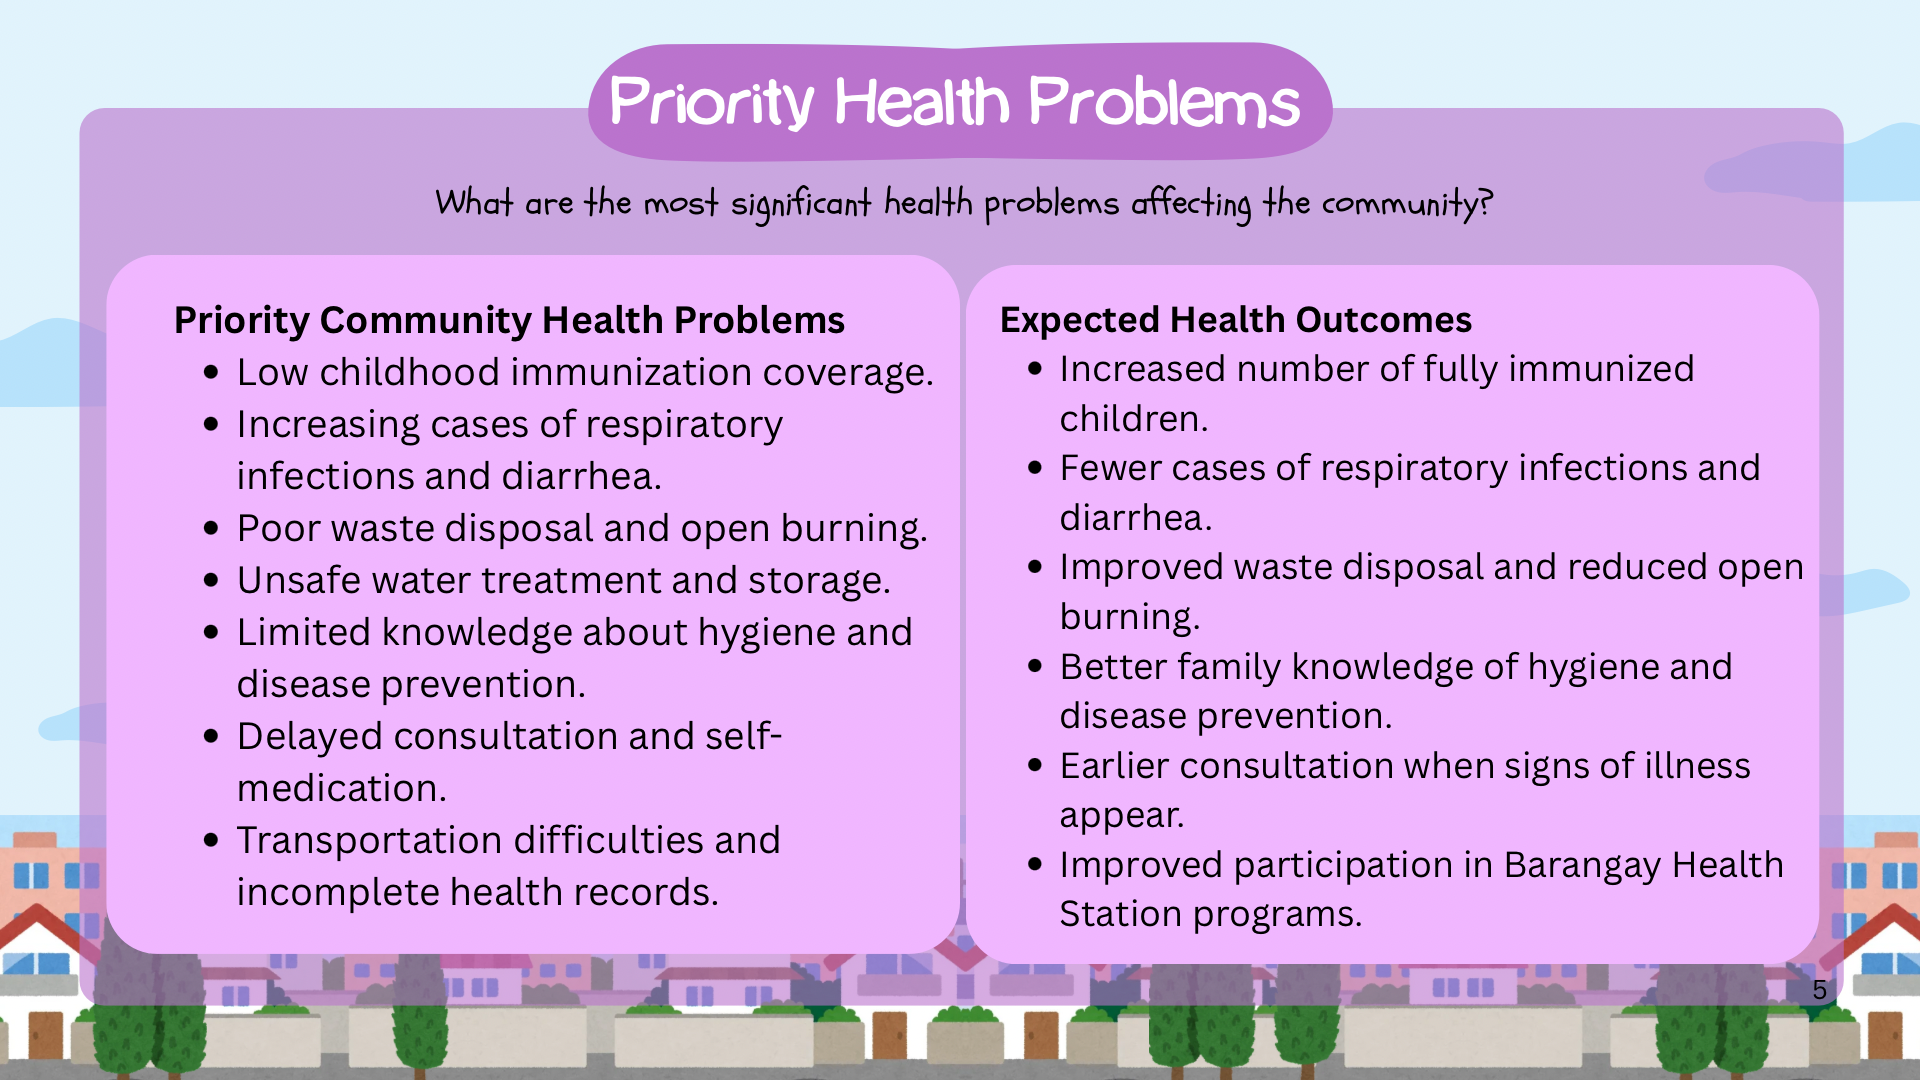 Priority Health Problems
What are the most significant health problems affecting the community?
Priority Community Health Problems
• Low childhood immunization coverage.
• Increasing cases of respiratory
infections and diarrhea.
• Poor waste disposal and open burning.
• Unsafe water treatment and storage.
• Limited knowledge about hygiene and
disease prevention.
• Delayed consultation and self-
medication.
• Transportation difficulties and
incomplete health records.
Expected Health Outcomes
• Increased number of fully immunized
children.
• Fewer cases of respiratory infections and
diarrhea.
• Improved waste disposal and reduced open
burning.
• Better family knowledge of hygiene and
disease prevention.
• Earlier consultation when signs of illness
appear.
• Improved participation in Barangay Health
Station programs.
5